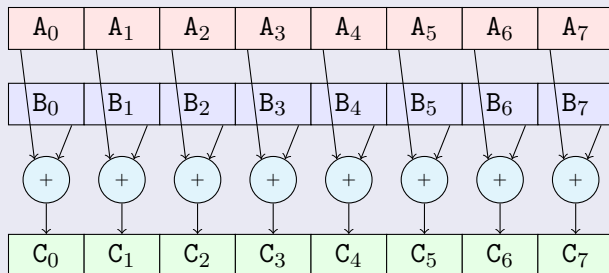 A₀ A₁ A₂ A₃ A₄ A₅ A₆ A₇
B₀ B₁ B₂ B₃ B₄ B₅ B₆ B₇
+ + + + + + + +
C₀ C₁ C₂ C₃ C₄ C₅ C₆ C₇